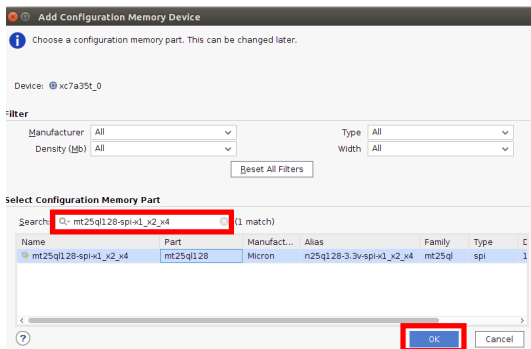 Add Configuration Memory Device
Choose a configuration memory part. This can be changed later.
Device: xc7a35t_0
Filter
Manufacturer All Type All
Density (Mb) All Width All
Reset All Filters
Select Configuration Memory Part
Search: mt25ql128-spi-x1_x2_x4 (1 match)
Name Part Manufact... Alias Family Type D
mt25ql128-spi-x1_x2_x4 mt25ql128 Micron n25q128-3.3v-spi-x1_x2_x4 mt25ql spi 1
? OK Cancel